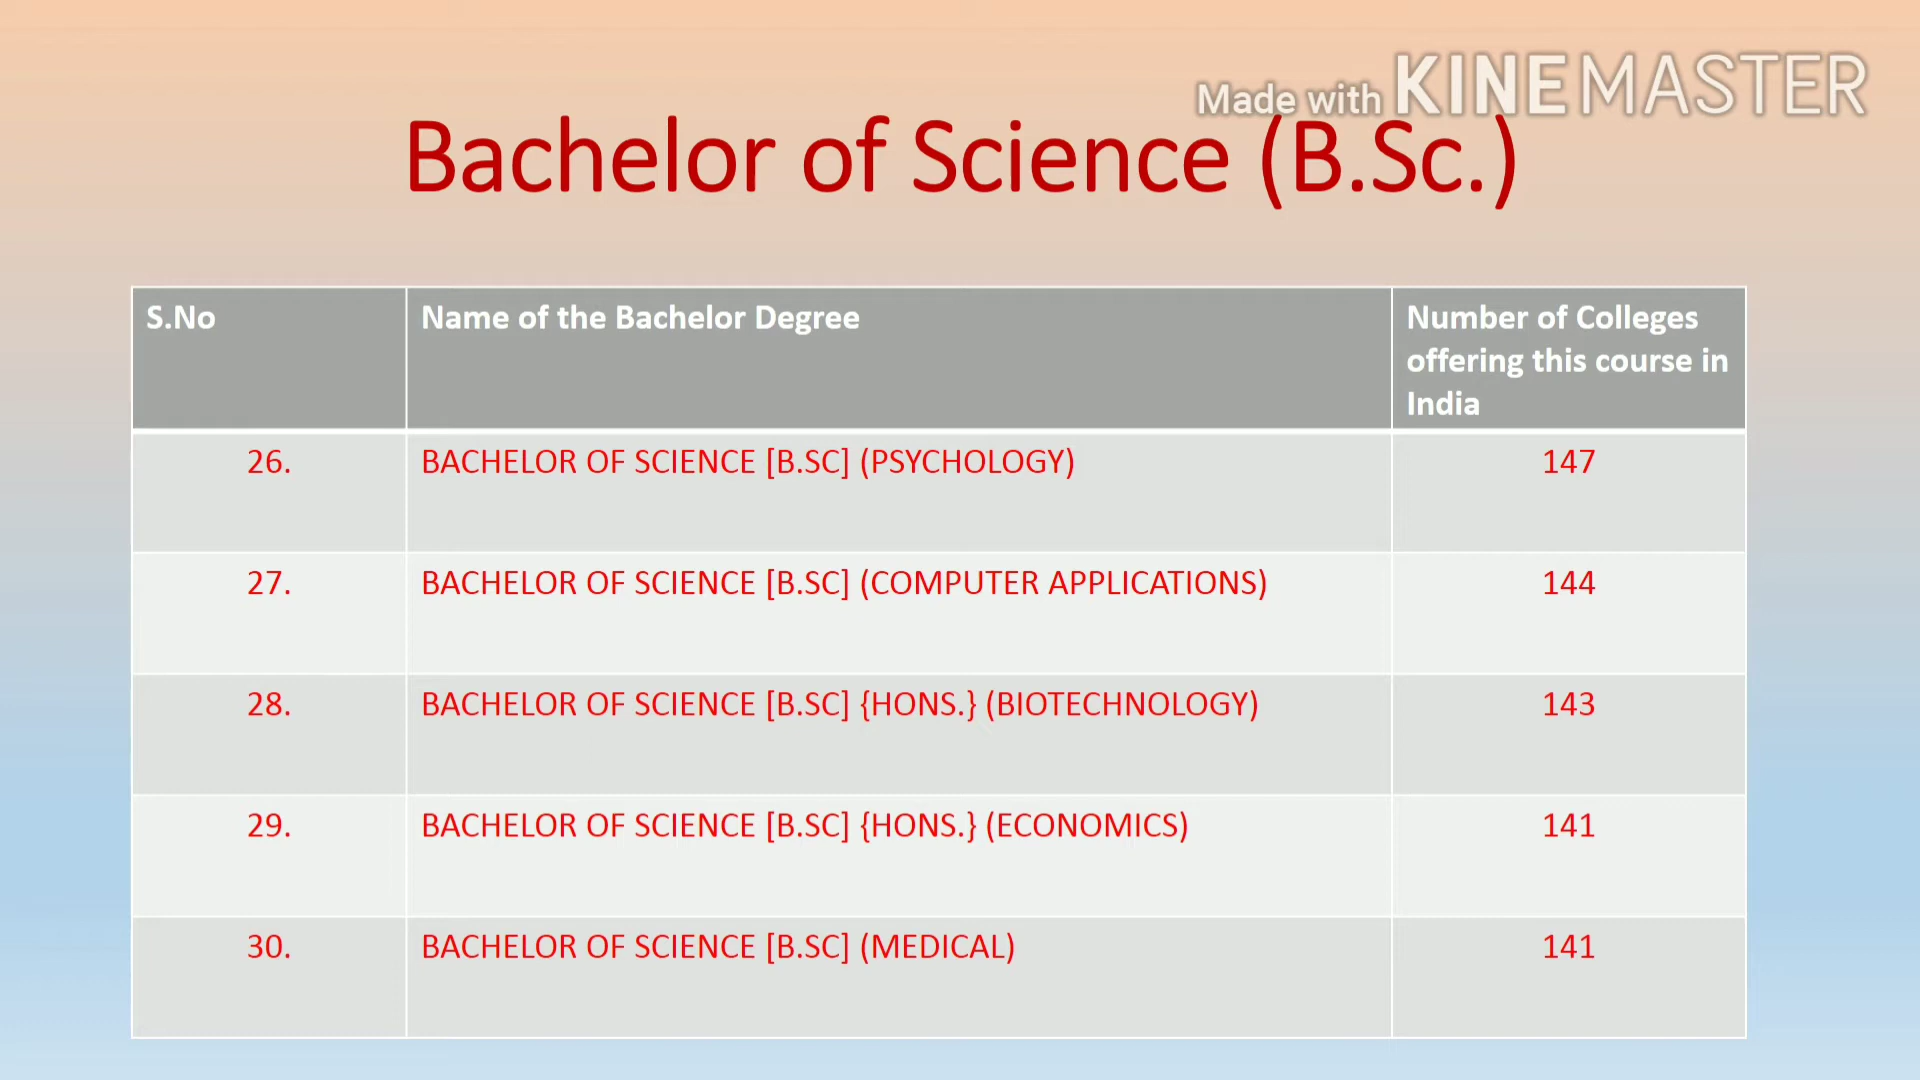 Made with KINEMASTER
Bachelor of Science (B.Sc.)
S.No
Name of the Bachelor Degree
Number of Colleges
offering this course in
India
26. BACHELOR OF SCIENCE [B.SC] (PSYCHOLOGY) 147
27. BACHELOR OF SCIENCE [B.SC] (COMPUTER APPLICATIONS) 144
28. BACHELOR OF SCIENCE [B.SC] {HONS.} (BIOTECHNOLOGY) 143
29. BACHELOR OF SCIENCE [B.SC] {HONS.} (ECONOMICS) 141
30. BACHELOR OF SCIENCE [B.SC] (MEDICAL) 141